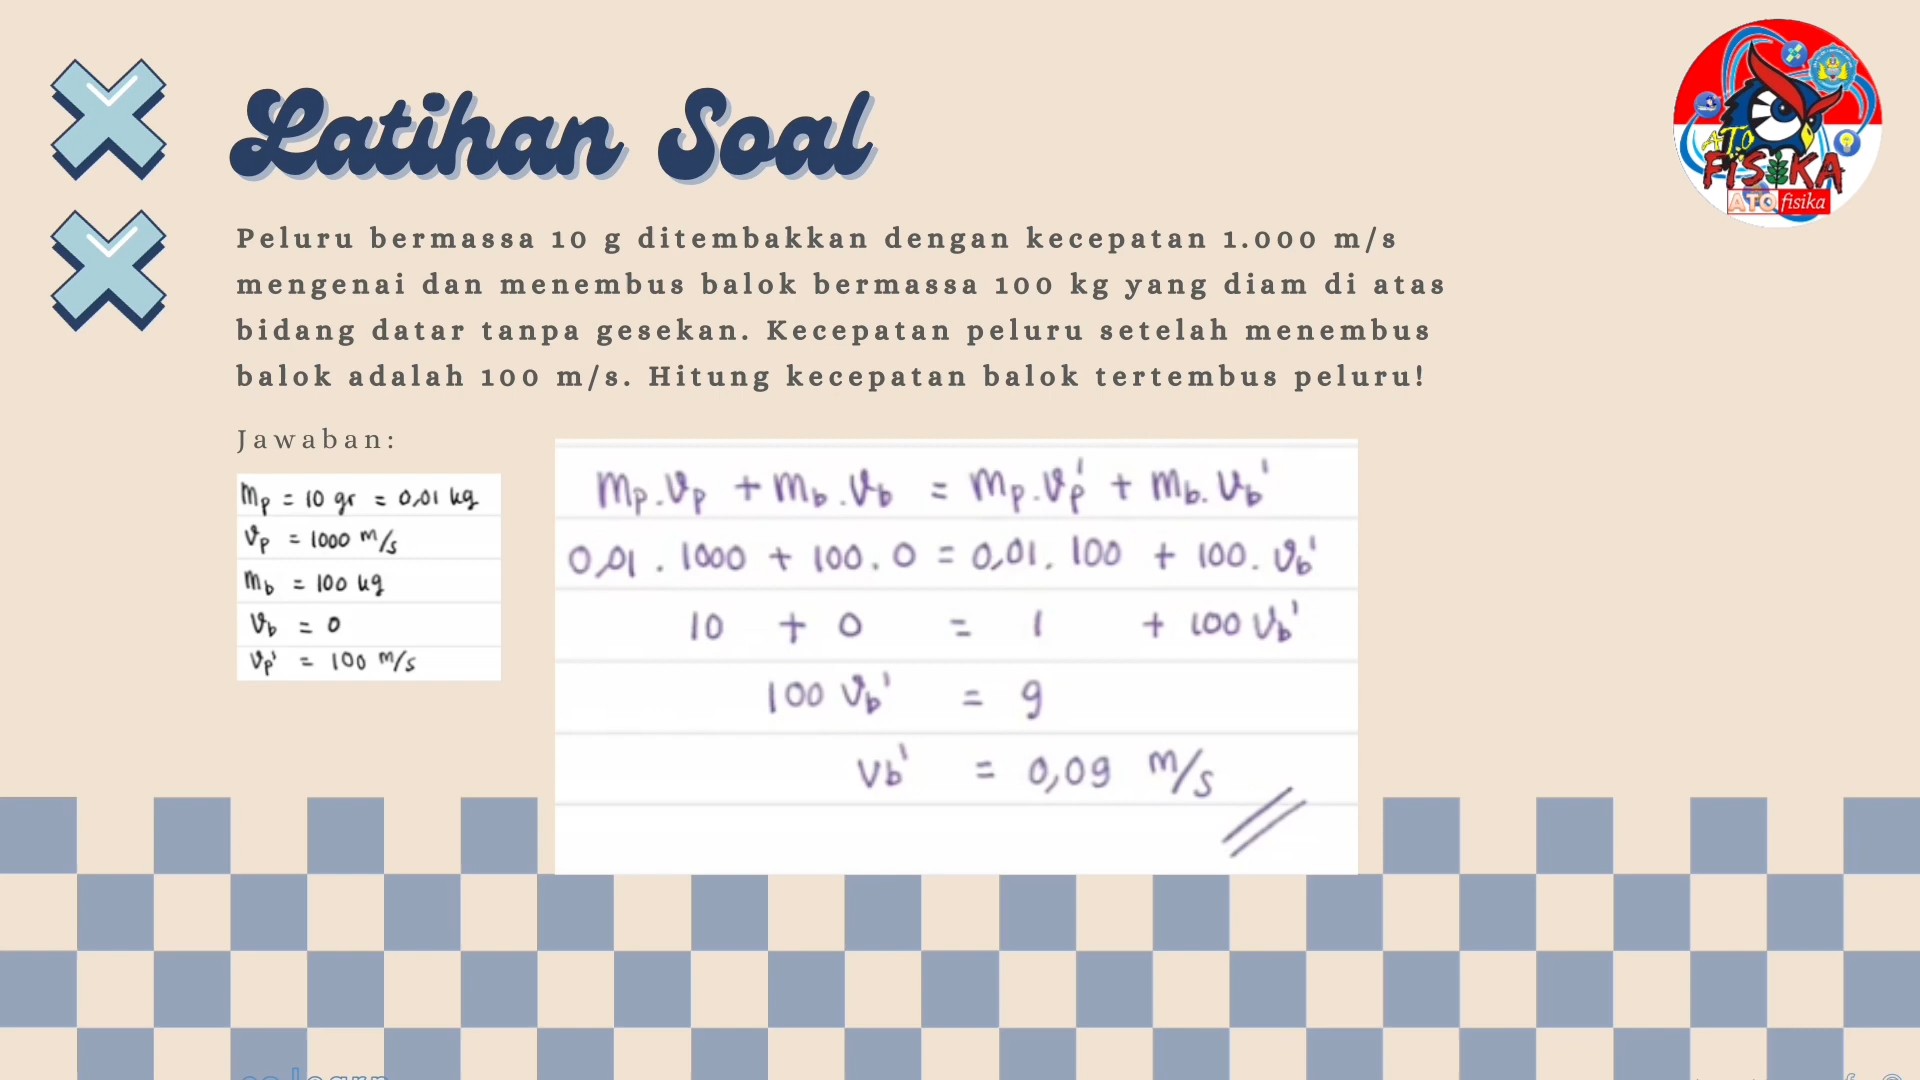 Latihan Soal
ATO
FISIKA
ATO fisika
Peluru bermassa 10 g ditembakkan dengan kecepatan 1.000 m/s
mengenai dan menembus balok bermassa 100 kg yang diam di atas
bidang datar tanpa gesekan. Kecepatan peluru setelah menembus
balok adalah 100 m/s. Hitung kecepatan balok tertembus peluru!
Jawaban:
mp = 10 gr = 0,01 kg
vp = 1000 m/s
mb = 100 kg
vb = 0
vp' = 100 m/s
mp.vp + mb.vb = mp.vp' + mb.vb'
0,01 . 1000 + 100 . 0 = 0,01 . 100 + 100 . vb'
10 + 0 = 1 + 100 vb'
100 vb' = 9
vb' = 0,09 m/s